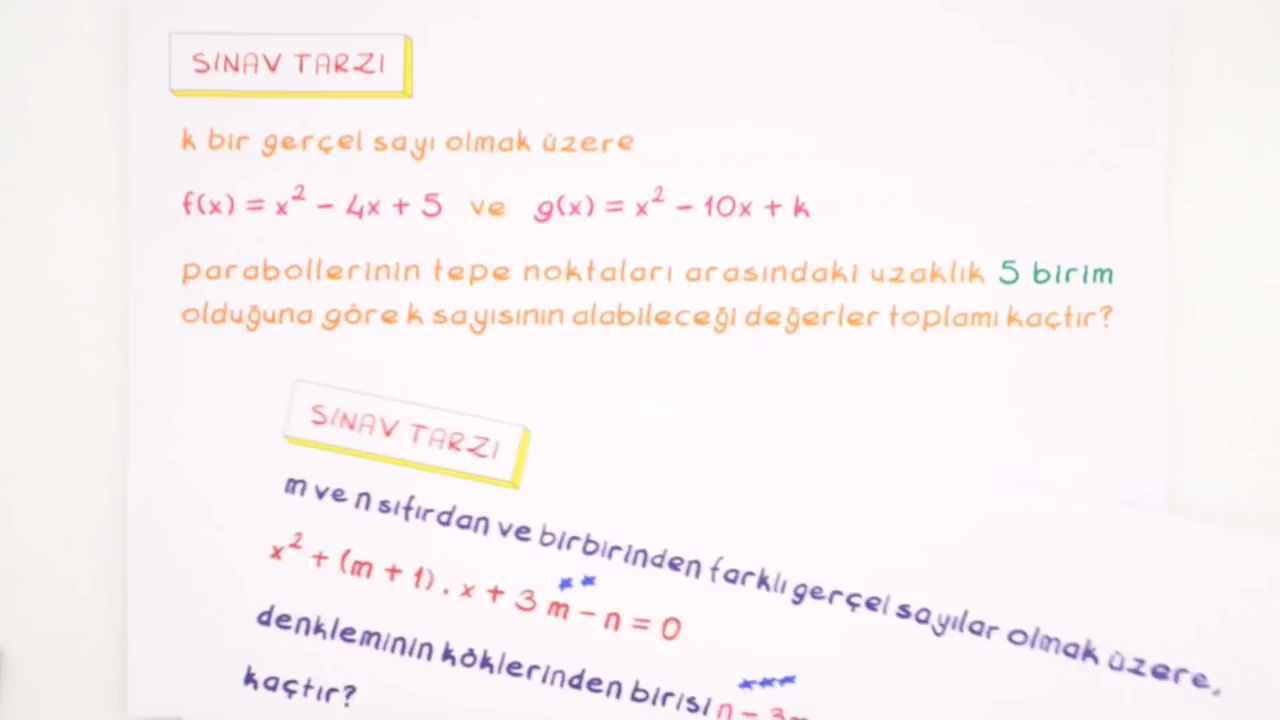 SINAV TARZI
k bir gerçel sayı olmak üzere
f(x) = x² - 4x + 5 ve g(x) = x² - 10x + k
parabollerinin tepe noktaları arasındaki uzaklık 5 birim
olduğuna göre k sayısının alabileceği değerler toplamı kaçtır?
SINAV TARZI
m ve n sıfırdan ve birbirinden farklı gerçel sayılar olmak üzere,
x² + (m + 1) . x + 3m - n = 0
denkleminin köklerinden birisi n - 3m
kaçtır?